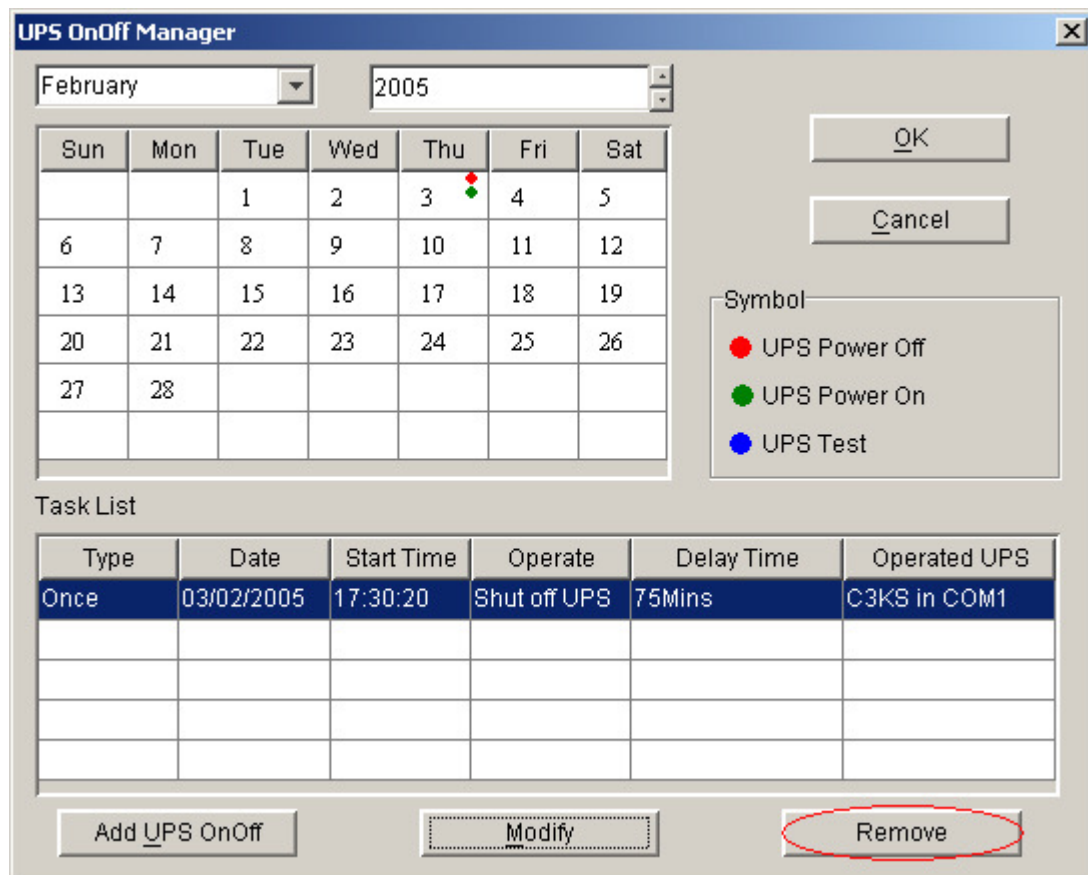 UPS OnOff Manager
February 2005
Sun Mon Tue Wed Thu Fri Sat
1 2 3 4 5
6 7 8 9 10 11 12
13 14 15 16 17 18 19
20 21 22 23 24 25 26
27 28
OK
Cancel
Symbol
UPS Power Off
UPS Power On
UPS Test
Task List
Type Date Start Time Operate Delay Time Operated UPS
Once 03/02/2005 17:30:20 Shut off UPS 75Mins C3KS in COM1
Add UPS OnOff Modify Remove